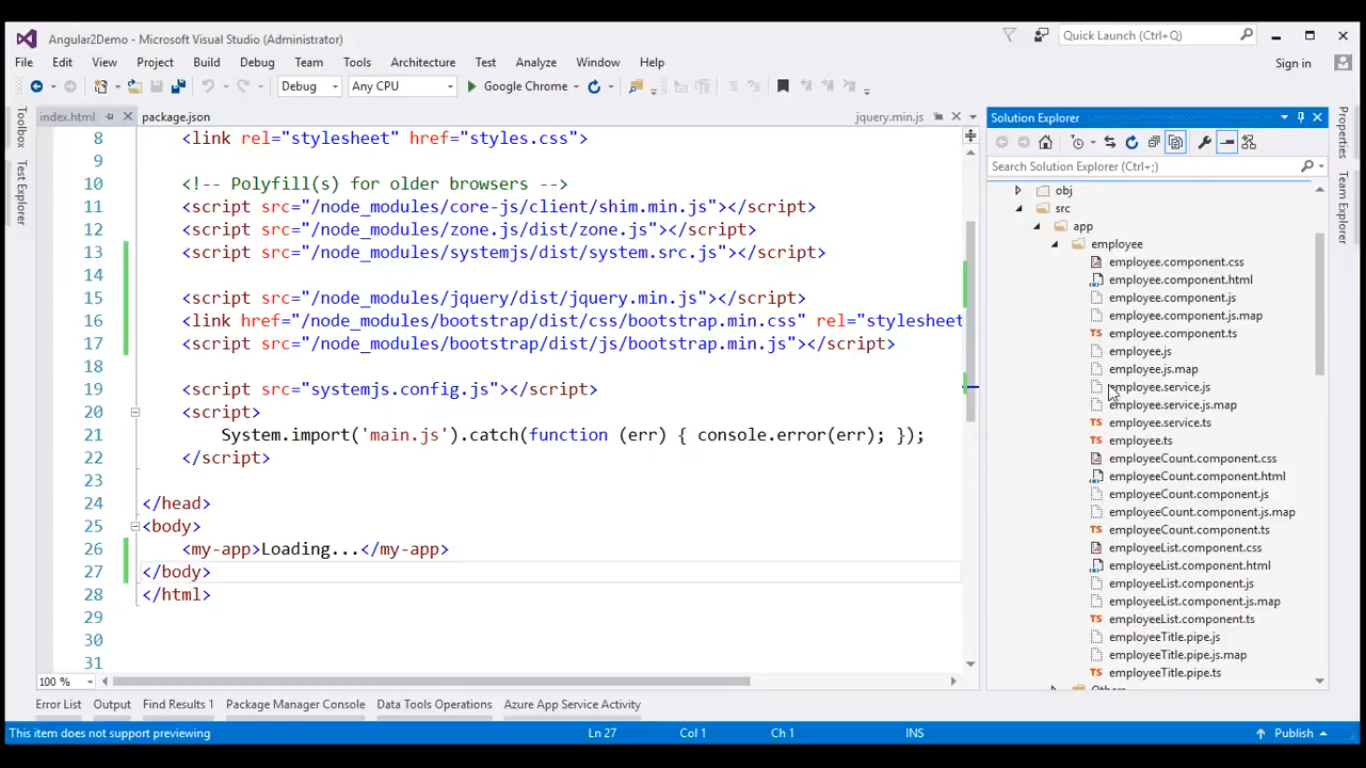 Angular2Demo - Microsoft Visual Studio (Administrator)
Quick Launch (Ctrl+Q)
File Edit View Project Build Debug Team Tools Architecture Test Analyze Window Help
Sign in
Debug Any CPU Google Chrome
Toolbox
Test Explorer
index.html package.json jquery.min.js
8 <link rel="stylesheet" href="styles.css">
9
10 <!-- Polyfill(s) for older browsers -->
11 <script src="/node_modules/core-js/client/shim.min.js"></script>
12 <script src="/node_modules/zone.js/dist/zone.js"></script>
13 <script src="/node_modules/systemjs/dist/system.src.js"></script>
14
15 <script src="/node_modules/jquery/dist/jquery.min.js"></script>
16 <link href="/node_modules/bootstrap/dist/css/bootstrap.min.css" rel="stylesheet
17 <script src="/node_modules/bootstrap/dist/js/bootstrap.min.js"></script>
18
19 <script src="systemjs.config.js"></script>
20 <script>
21 System.import('main.js').catch(function (err) { console.error(err); });
22 </script>
23
24 </head>
25 <body>
26 <my-app>Loading...</my-app>
27 </body>
28 </html>
29
30
31
100 %
Solution Explorer
Search Solution Explorer (Ctrl+;)
obj
src
app
employee
employee.component.css
employee.component.html
employee.component.js
employee.component.js.map
employee.component.ts
employee.js
employee.js.map
employee.service.js
employee.service.js.map
employee.service.ts
employee.ts
employeeCount.component.css
employeeCount.component.html
employeeCount.component.js
employeeCount.component.js.map
employeeCount.component.ts
employeeList.component.css
employeeList.component.html
employeeList.component.js
employeeList.component.js.map
employeeList.component.ts
employeeTitle.pipe.js
employeeTitle.pipe.js.map
employeeTitle.pipe.ts
Properties
Team Explorer
Error List Output Find Results 1 Package Manager Console Data Tools Operations Azure App Service Activity
This item does not support previewing Ln 27 Col 1 Ch 1 INS Publish